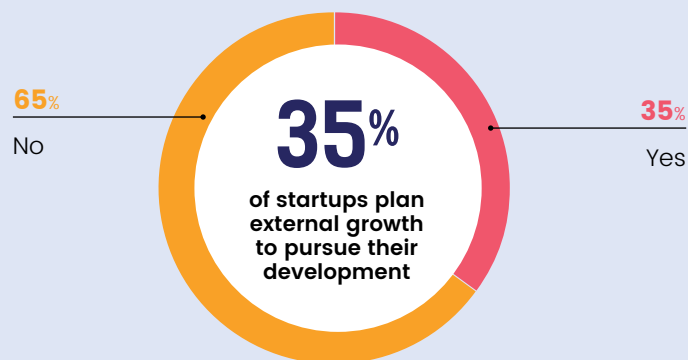 65%
No
35%
of startups plan
external growth
to pursue their
development
35%
Yes